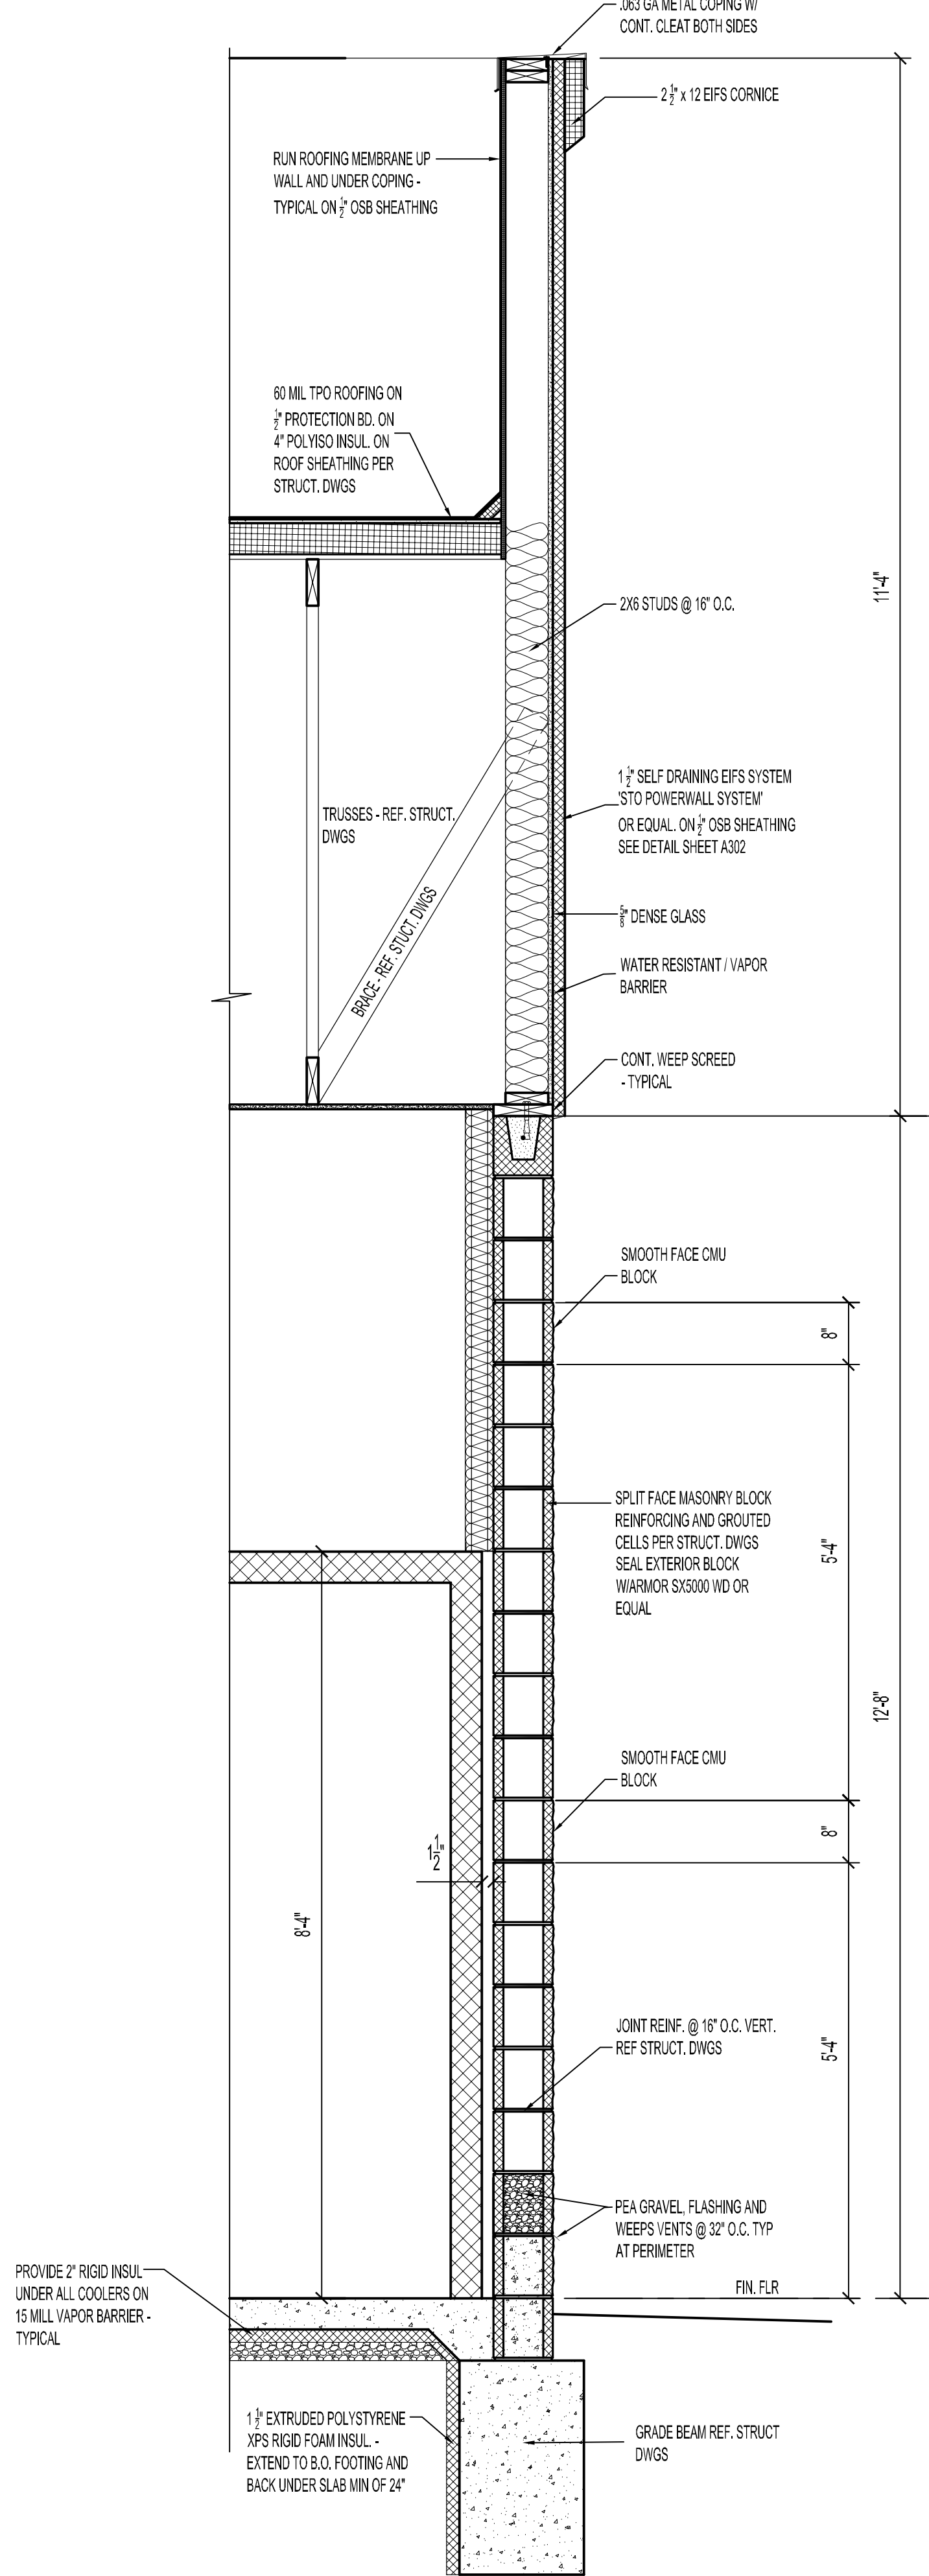 .063 GA METAL COPING W/
CONT. CLEAT BOTH SIDES
2 1/2" x 12 EIFS CORNICE
RUN ROOFING MEMBRANE UP
WALL AND UNDER COPING -
TYPICAL ON 1/2" OSB SHEATHING
60 MIL TPO ROOFING ON
1/2" PROTECTION BD. ON
4" POLYISO INSUL. ON
ROOF SHEATHING PER
STRUCT. DWGS
11'-4"
2X6 STUDS @ 16" O.C.
1 1/2" SELF DRAINING EIFS SYSTEM
'STO POWERWALL SYSTEM'
OR EQUAL. ON 1/2" OSB SHEATHING
SEE DETAIL SHEET A302
TRUSSES - REF. STRUCT.
DWGS
BRACE - REF. STUCT. DWGS
5/8" DENSE GLASS
WATER RESISTANT / VAPOR
BARRIER
CONT. WEEP SCREED
- TYPICAL
SMOOTH FACE CMU
BLOCK
8"
SPLIT FACE MASONRY BLOCK
REINFORCING AND GROUTED
CELLS PER STRUCT. DWGS
SEAL EXTERIOR BLOCK
W/ARMOR SX5000 WD OR
EQUAL
5'-4"
12'-8"
SMOOTH FACE CMU
BLOCK
8"
1 1/2"
8'-4"
JOINT REINF. @ 16" O.C. VERT.
REF STRUCT. DWGS
5'-4"
PEA GRAVEL, FLASHING AND
WEEPS VENTS @ 32" O.C. TYP
AT PERIMETER
FIN. FLR
PROVIDE 2" RIGID INSUL
UNDER ALL COOLERS ON
15 MILL VAPOR BARRIER -
TYPICAL
1 1/2" EXTRUDED POLYSTYRENE
XPS RIGID FOAM INSUL. -
EXTEND TO B.O. FOOTING AND
BACK UNDER SLAB MIN OF 24"
GRADE BEAM REF. STRUCT
DWGS